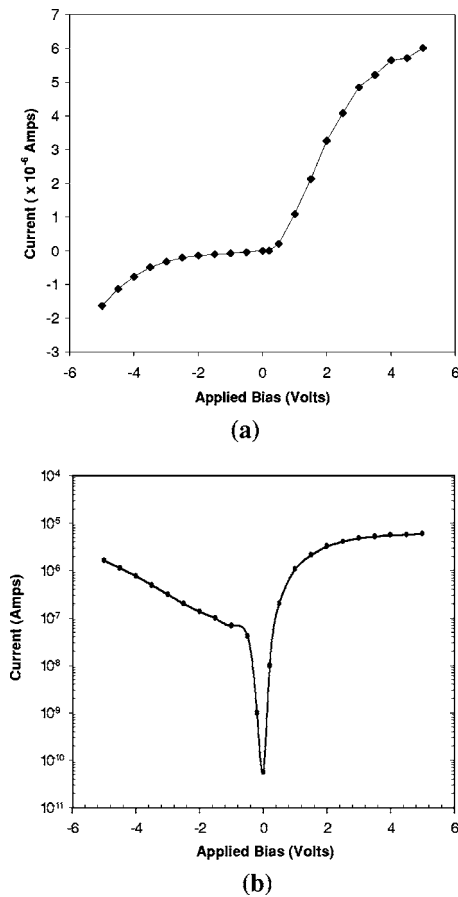 7
6
5
4
3
2
1
0
-1
-2
-3
Current ( x 10⁻⁶ Amps)
-6 -4 -2 0 2 4 6
Applied Bias (Volts)
(a)
10⁻⁴
10⁻⁵
10⁻⁶
10⁻⁷
10⁻⁸
10⁻⁹
10⁻¹⁰
10¹¹
Current (Amps)
-6 -4 -2 0 2 4 6
Applied Bias (Volts)
(b)